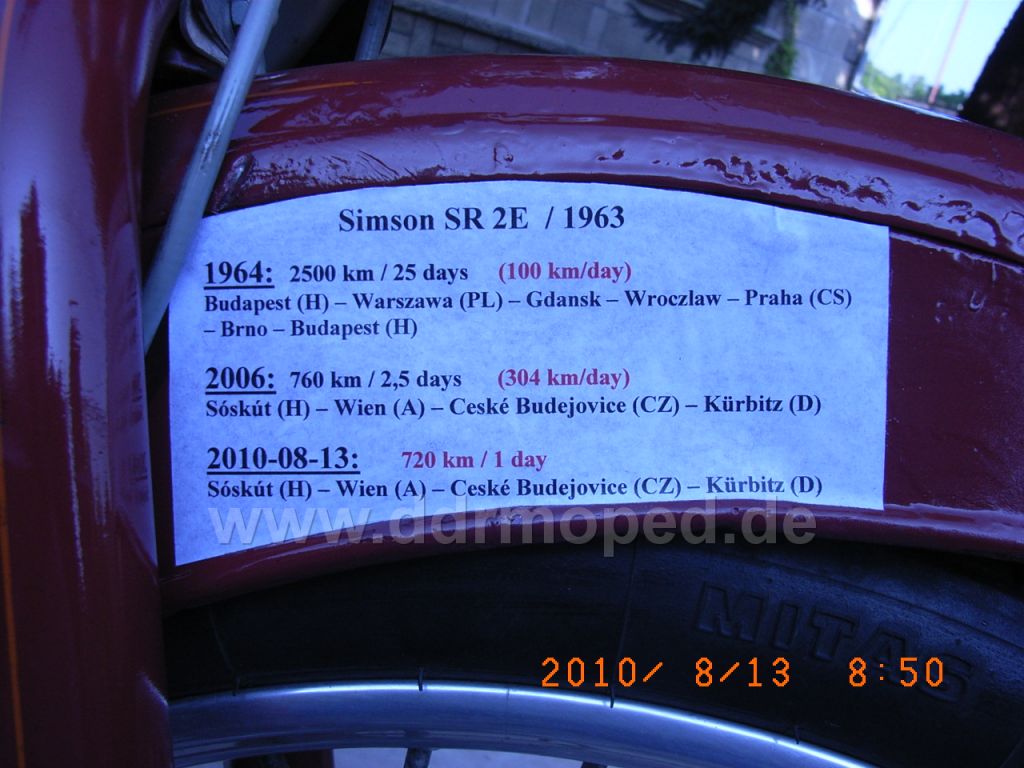 Simson SR 2E / 1963
1964: 2500 km / 25 days (100 km/day)
Budapest (H) – Warszawa (PL) – Gdansk – Wroczlaw – Praha (CS)
– Brno – Budapest (H)
2006: 760 km / 2,5 days (304 km/day)
Sóskút (H) – Wien (A) – Ceské Budejovice (CZ) – Kürbitz (D)
2010-08-13: 720 km / 1 day
Sóskút (H) – Wien (A) – Ceské Budejovice (CZ) – Kürbitz (D)
www.ddrmoped.de
MITAS
2010/ 8/13 8:50